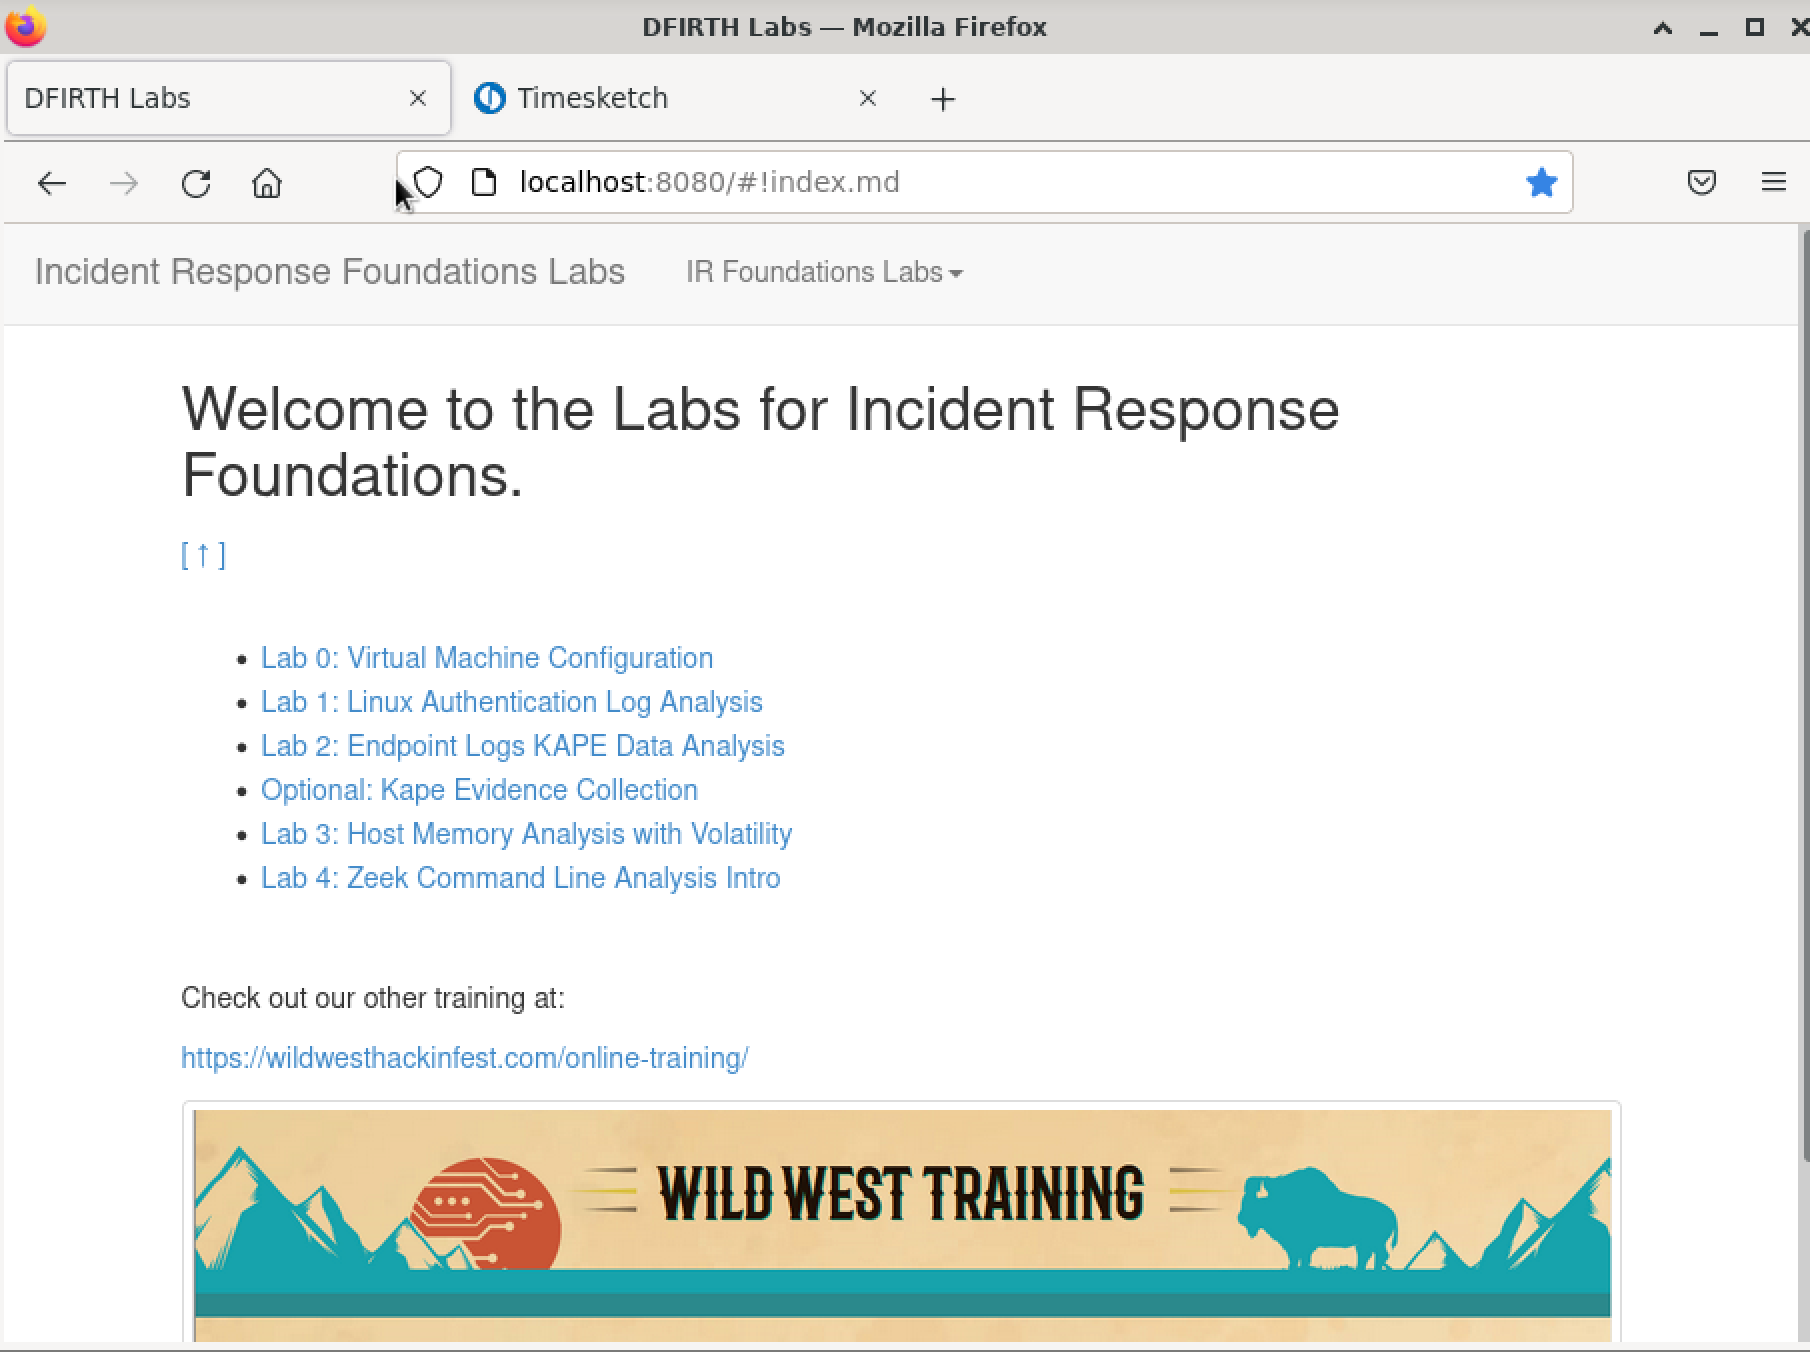 DFIRTH Labs — Mozilla Firefox
DFIRTH Labs
Timesketch
localhost:8080/#!index.md
Incident Response Foundations Labs
IR Foundations Labs
Welcome to the Labs for Incident Response
Foundations.
[ ↑ ]
• Lab 0: Virtual Machine Configuration
• Lab 1: Linux Authentication Log Analysis
• Lab 2: Endpoint Logs KAPE Data Analysis
• Optional: Kape Evidence Collection
• Lab 3: Host Memory Analysis with Volatility
• Lab 4: Zeek Command Line Analysis Intro
Check out our other training at:
https://wildwesthackinfest.com/online-training/
WILD WEST TRAINING